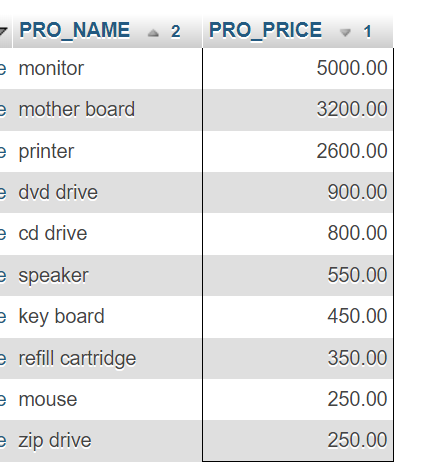 PRO_NAME 2 PRO_PRICE 1
e monitor 5000.00
e mother board 3200.00
e printer 2600.00
e dvd drive 900.00
e cd drive 800.00
e speaker 550.00
e key board 450.00
e refill cartridge 350.00
e mouse 250.00
e zip drive 250.00